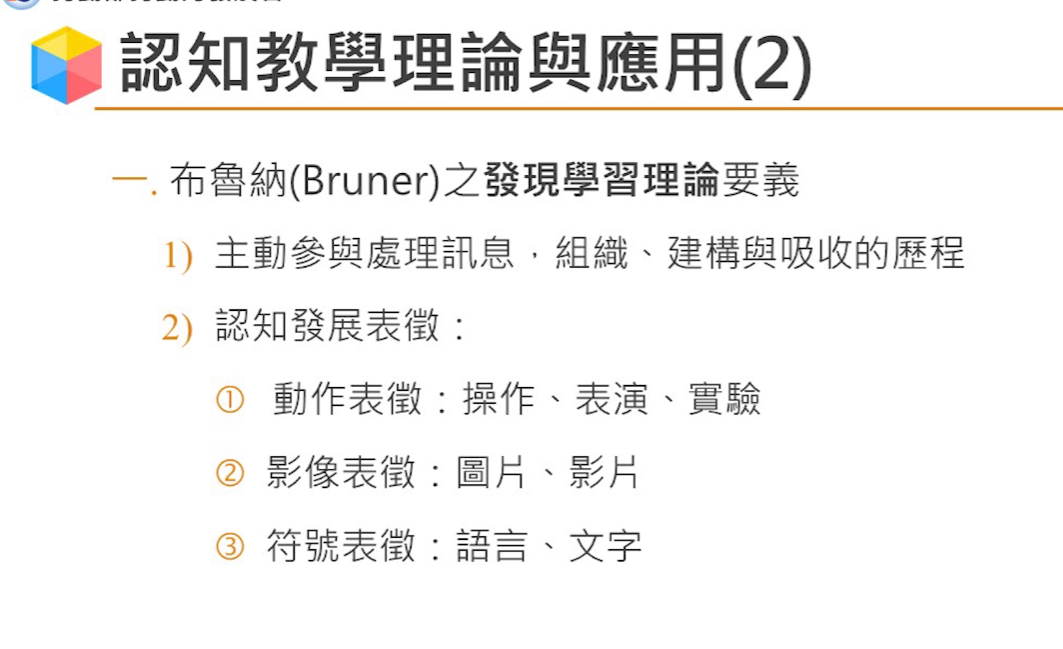 認知教學理論與應用(2)
一. 布魯納(Bruner)之發現學習理論要義
1) 主動參與處理訊息，組織、建構與吸收的歷程
2) 認知發展表徵：
① 動作表徵：操作、表演、實驗
② 影像表徵：圖片、影片
③ 符號表徵：語言、文字